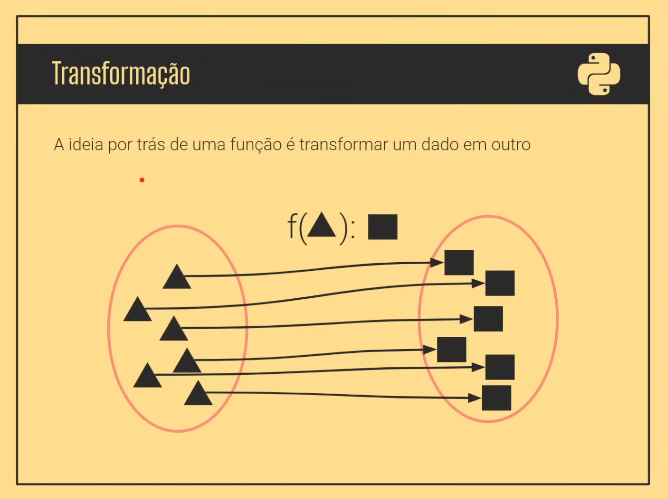 Transformação
A ideia por trás de uma função é transformar um dado em outro
f(▲): ■